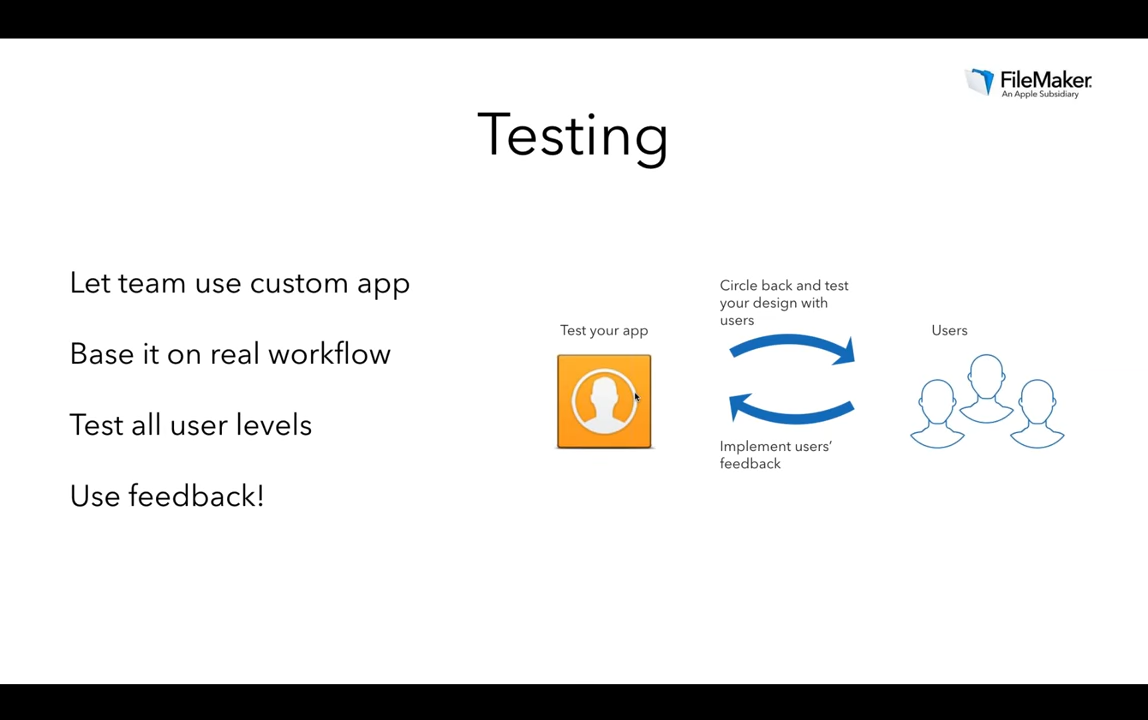 FileMaker.
An Apple Subsidiary
Testing
Let team use custom app
Base it on real workflow
Test all user levels
Use feedback!
Test your app
Circle back and test
your design with
users
Implement users’
feedback
Users